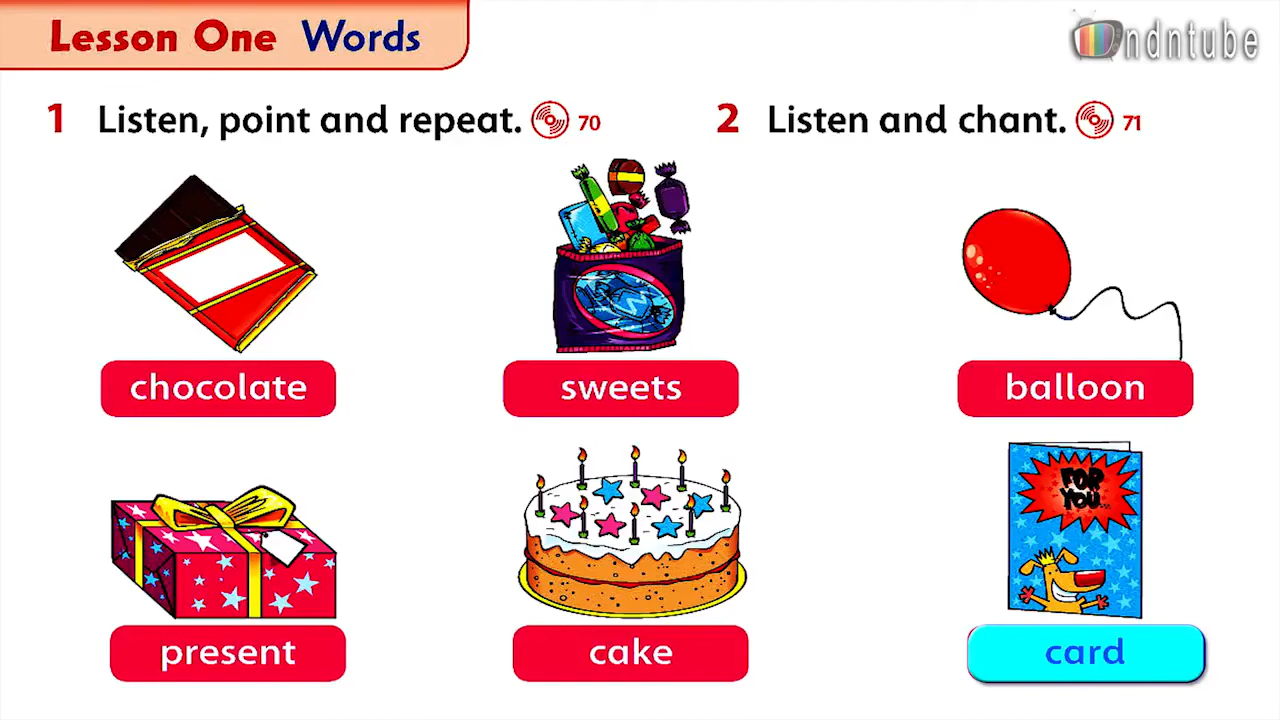 Lesson One Words
ndntube
1 Listen, point and repeat. 70
2 Listen and chant. 71
chocolate
sweets
balloon
FOR
YOU...
present
cake
card